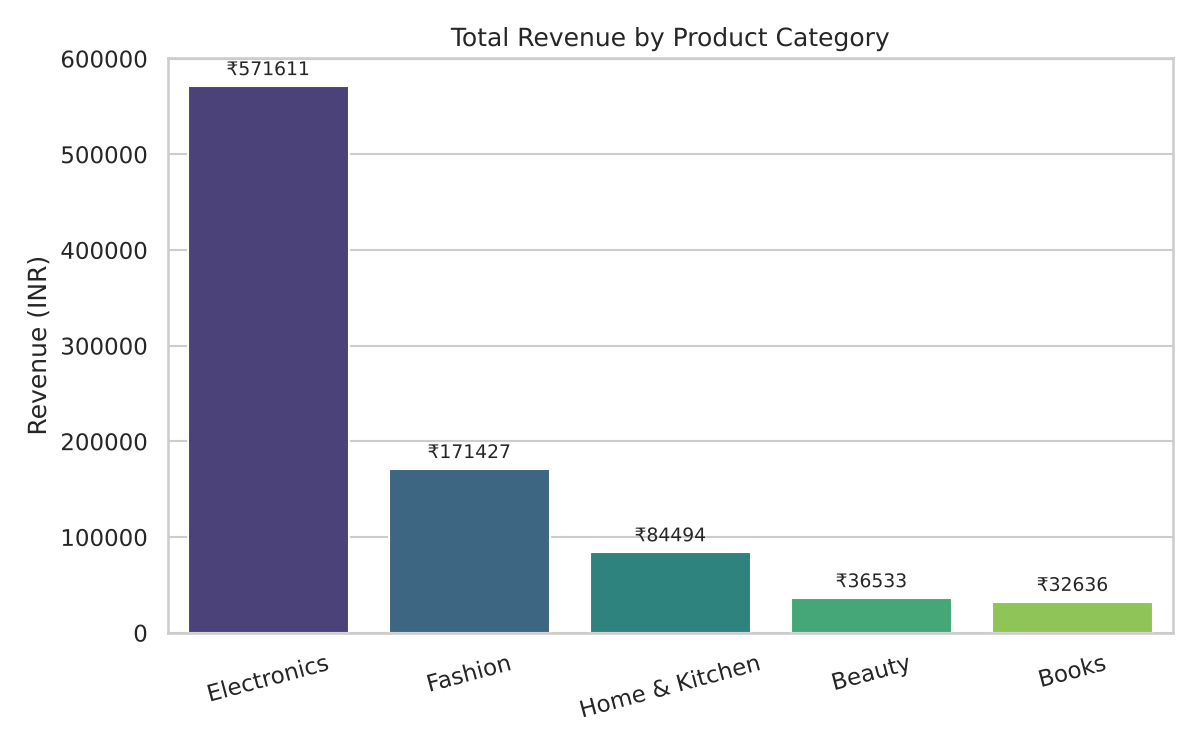 Total Revenue by Product Category
Revenue (INR)
600000
500000
400000
300000
200000
100000
0
₹571611
₹171427
₹84494
₹36533
₹32636
Electronics
Fashion
Home & Kitchen
Beauty
Books